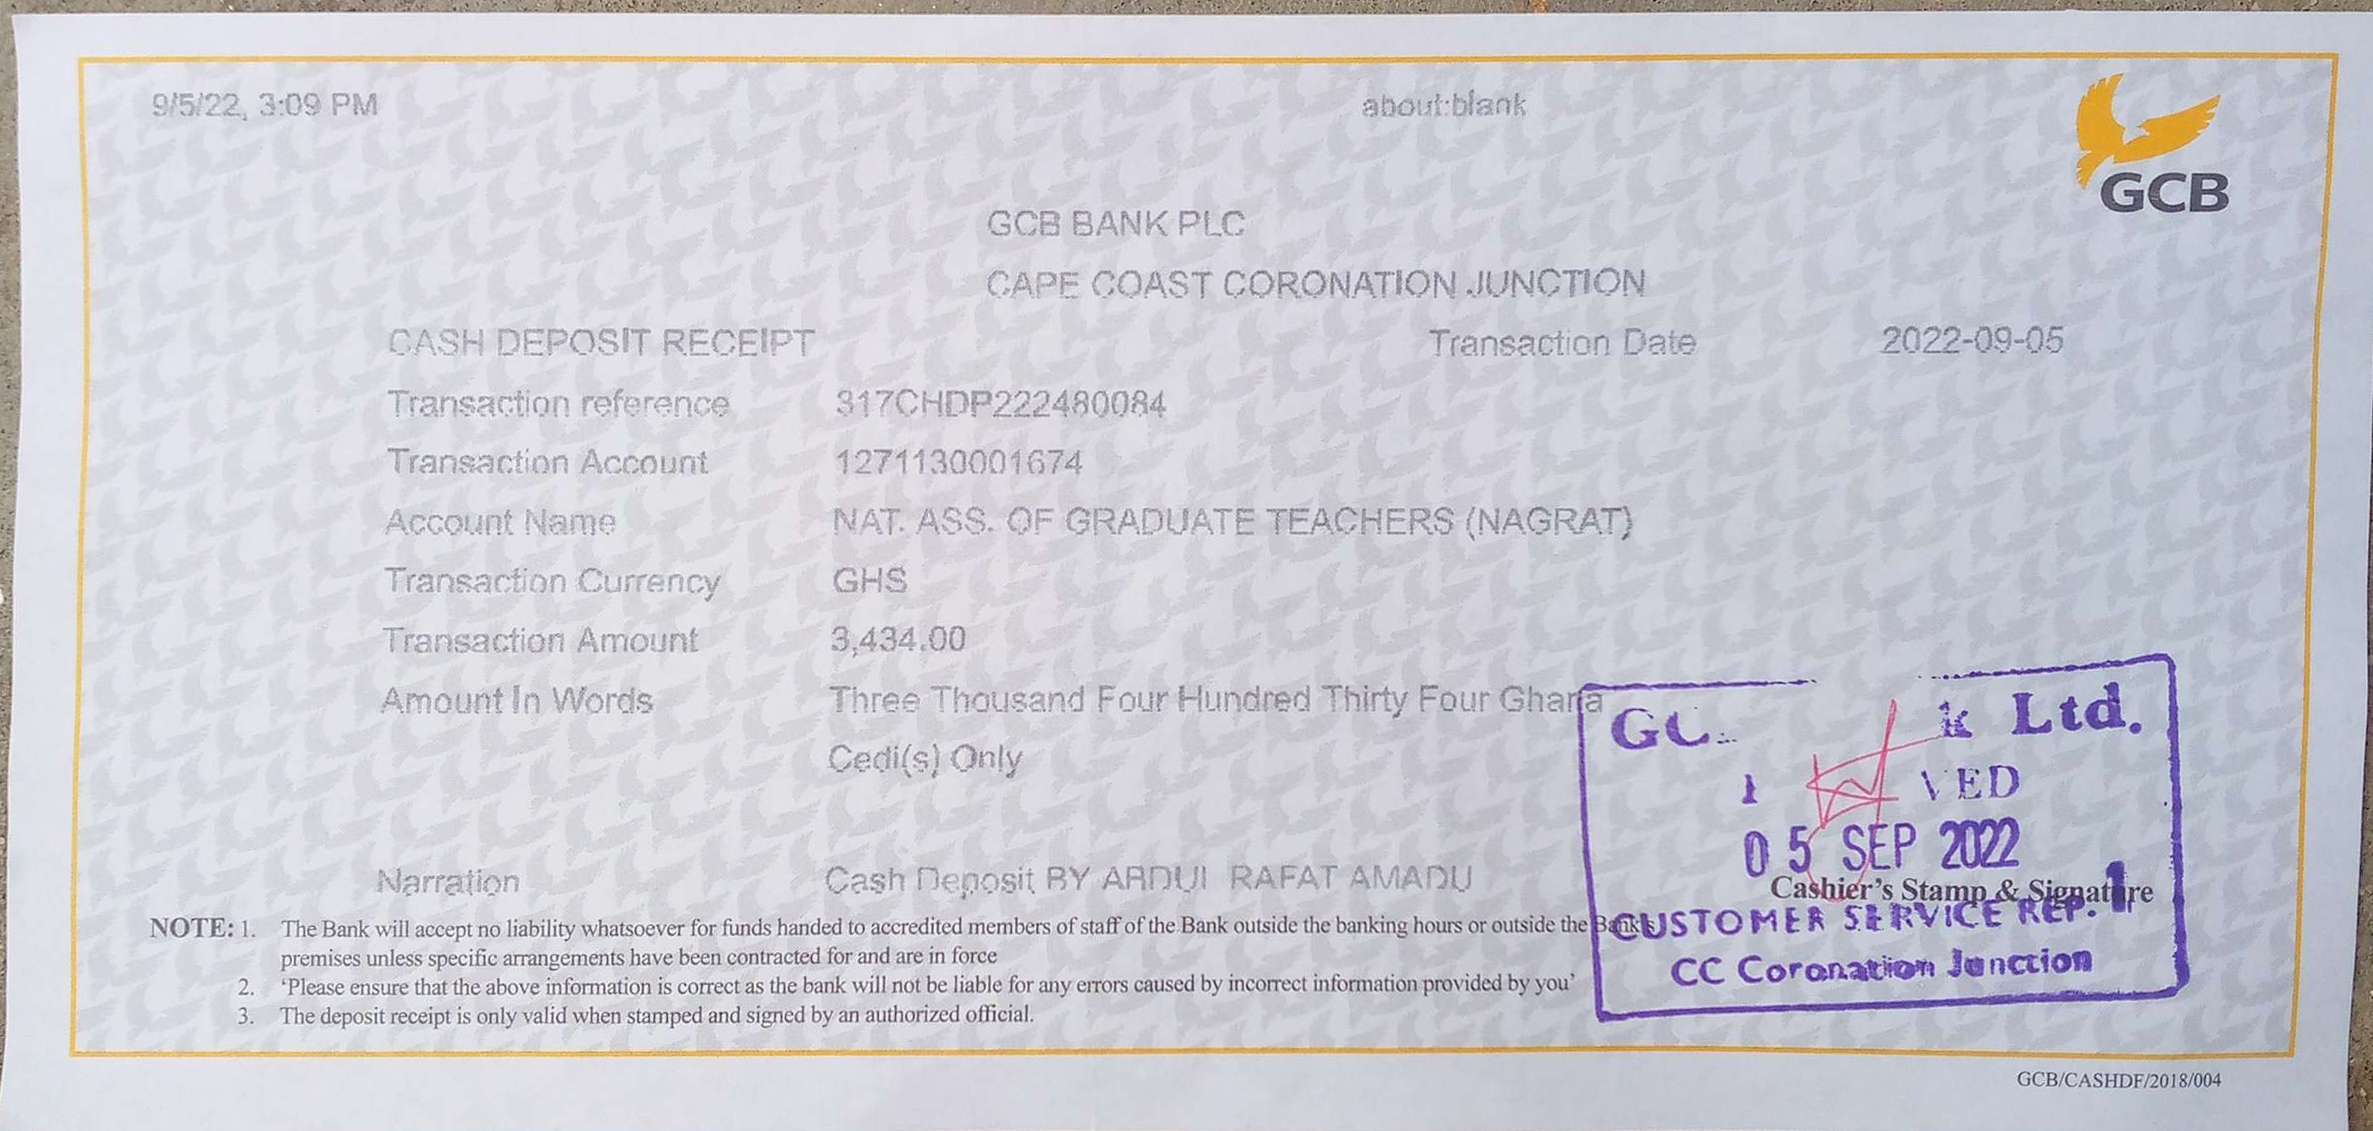 9/5/22, 3:09 PM about:blank
GCB
GCB BANK PLC
CAPE COAST CORONATION JUNCTION
CASH DEPOSIT RECEIPT Transaction Date 2022-09-05
Transaction reference 317CHDP222480084
Transaction Account 1271130001674
Account Name NAT. ASS. OF GRADUATE TEACHERS (NAGRAT)
Transaction Currency GHS
Transaction Amount 3,434.00
Amount In Words Three Thousand Four Hundred Thirty Four Ghana
Cedi(s) Only
Ltd.
05 SEP 2022
Narration Cash Deposit BY RAFAT AMADU
Cashier's Stamp & Signature
CUSTOMER SERVICE REP. 1
CC Coronation Junction
NOTE: 1. The Bank will accept no liability whatsoever for funds handed to accredited members of staff of the Bank outside the banking hours or outside the Bank's
premises unless specific arrangements have been contracted for and are in force
2. 'Please ensure that the above information is correct as the bank will not be liable for any errors caused by incorrect information provided by you'
3. The deposit receipt is only valid when stamped and signed by an authorized official.
GCB/CASHDF/2018/004